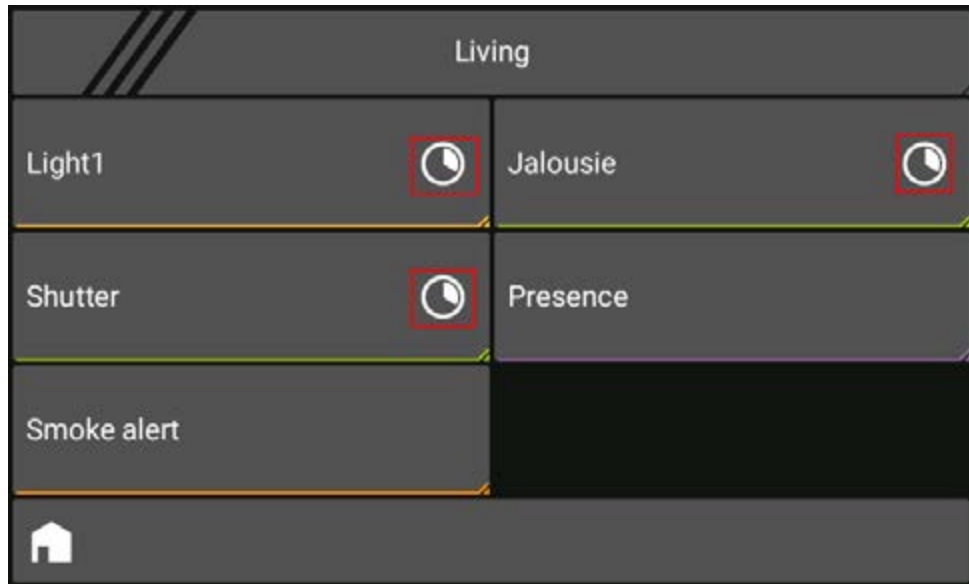 Living
Light1
Jalousie
Shutter
Presence
Smoke alert